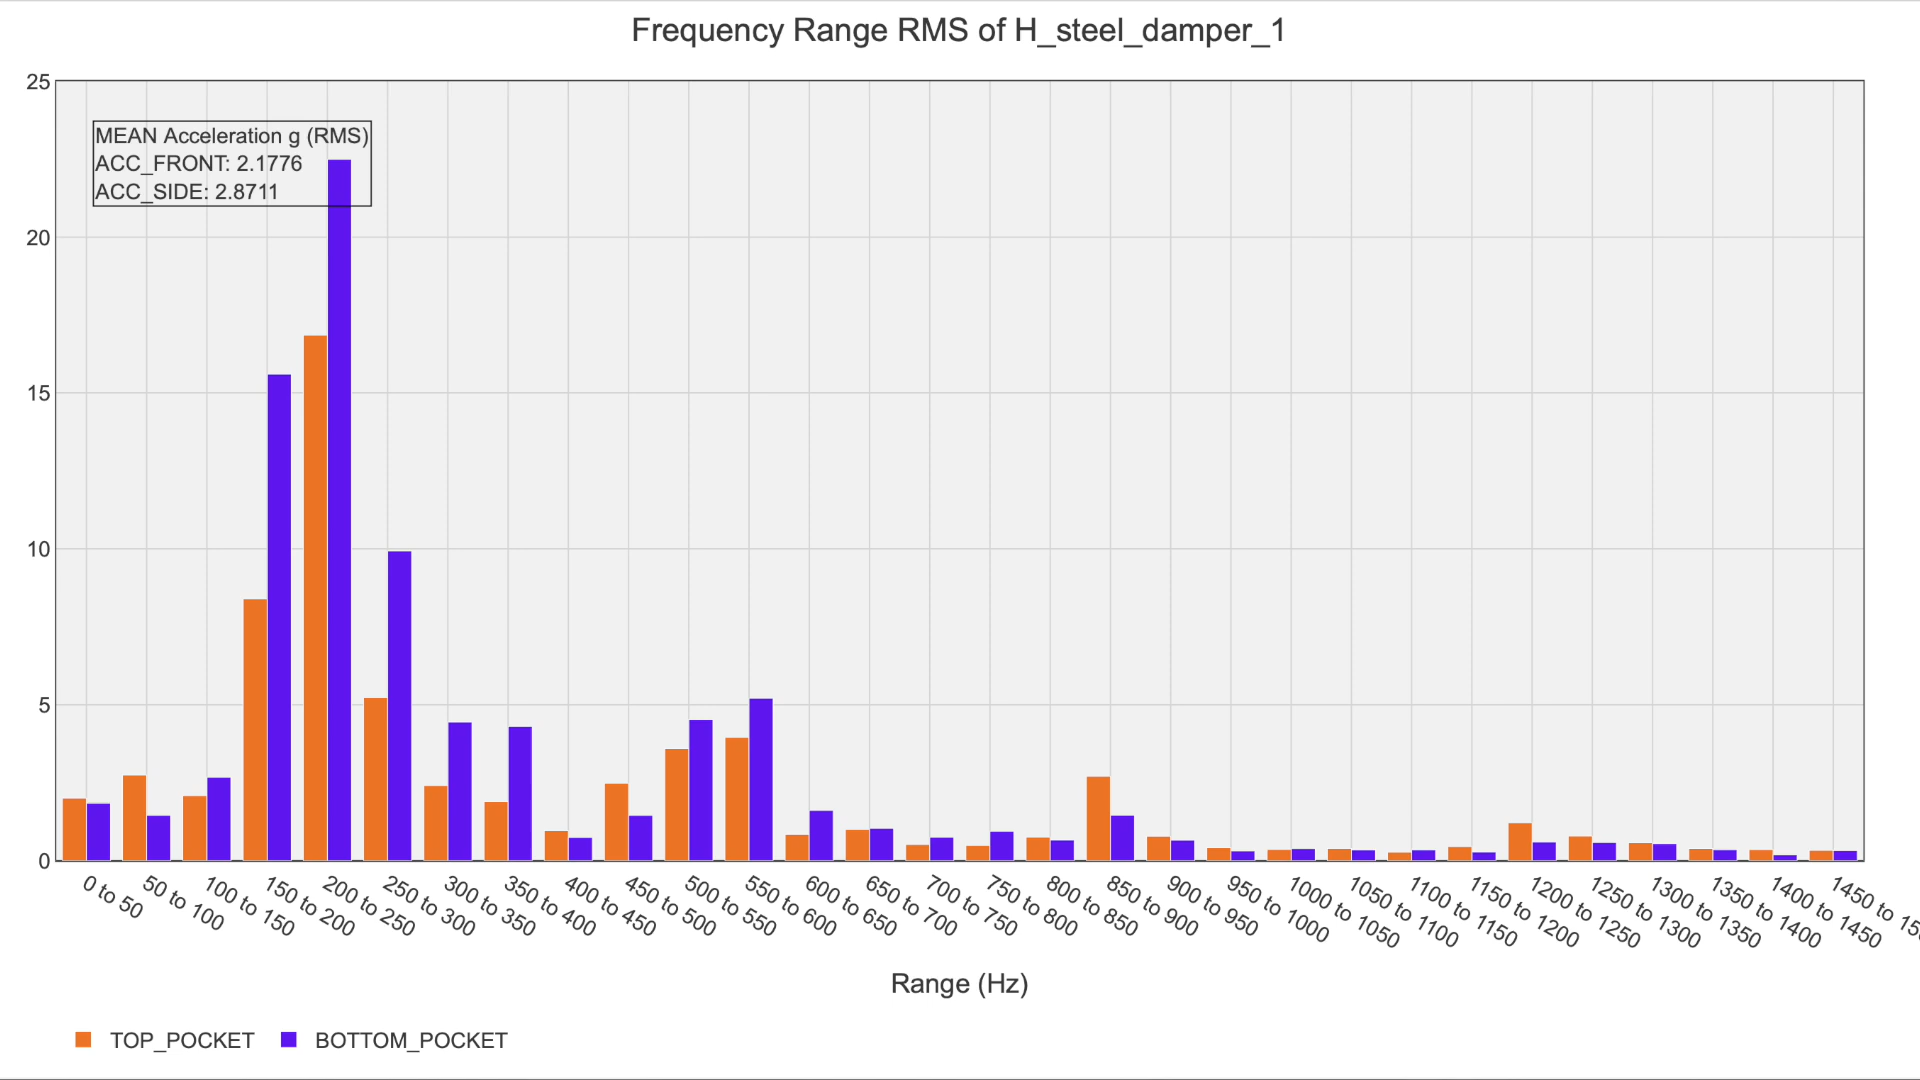 Frequency Range RMS of H_steel_damper_1
25
MEAN Acceleration g (RMS)
ACC_FRONT: 2.1776
ACC_SIDE: 2.8711
20
15
10
5
0
0 to 50
50 to 100
100 to 150
150 to 200
200 to 250
250 to 300
300 to 350
350 to 400
400 to 450
450 to 500
500 to 550
550 to 600
600 to 650
650 to 700
700 to 750
750 to 800
800 to 850
850 to 900
900 to 950
950 to 1000
1000 to 1050
1050 to 1100
1100 to 1150
1150 to 1200
1200 to 1250
1250 to 1300
1300 to 1350
1350 to 1400
1400 to 1450
1450 to
Range (Hz)
TOP_POCKET
BOTTOM_POCKET